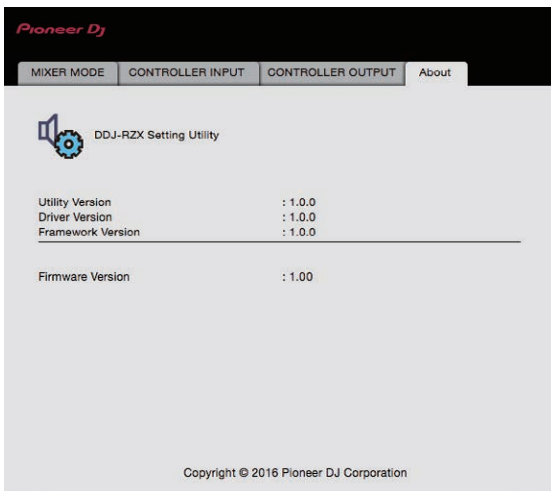 Pioneer Dj
MIXER MODE CONTROLLER INPUT CONTROLLER OUTPUT About
DDJ-RZX Setting Utility
Utility Version : 1.0.0
Driver Version : 1.0.0
Framework Version : 1.0.0
Firmware Version : 1.00
Copyright © 2016 Pioneer DJ Corporation